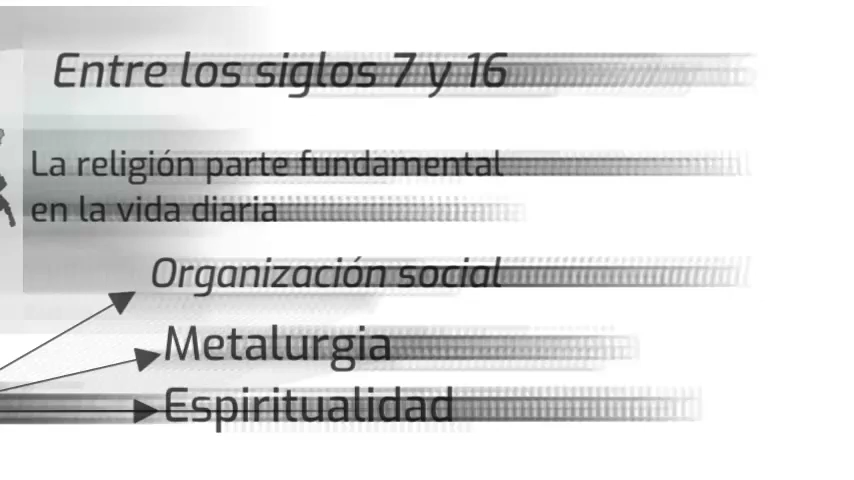 Entre los siglos 7 y 16
La religión parte fundamental
en la vida diaria
Organización social
Metalurgia
Espiritualidad